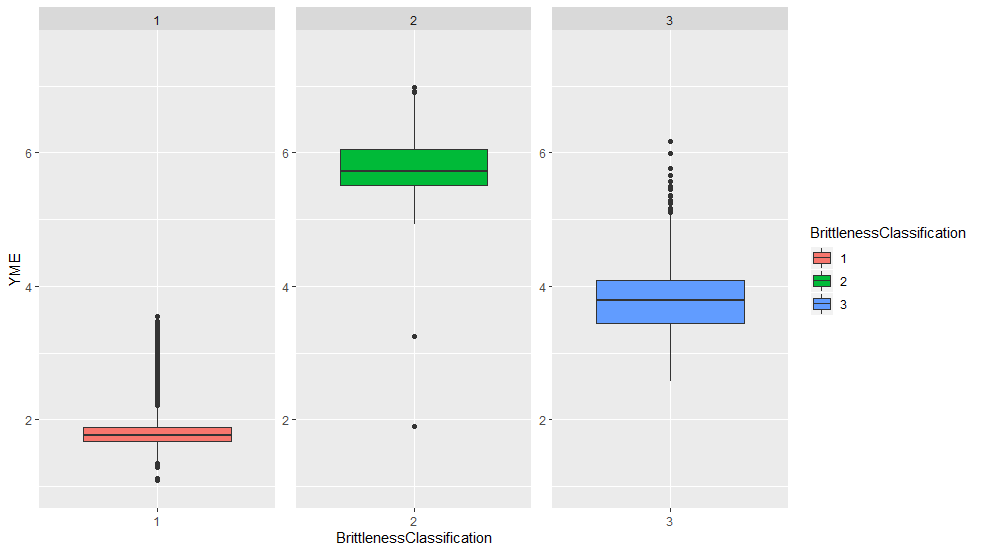 1 2 3
YME
6 6 6
4 4 4
2 2 2
1 2 3
BrittlenessClassification
BrittlenessClassification
1
2
3